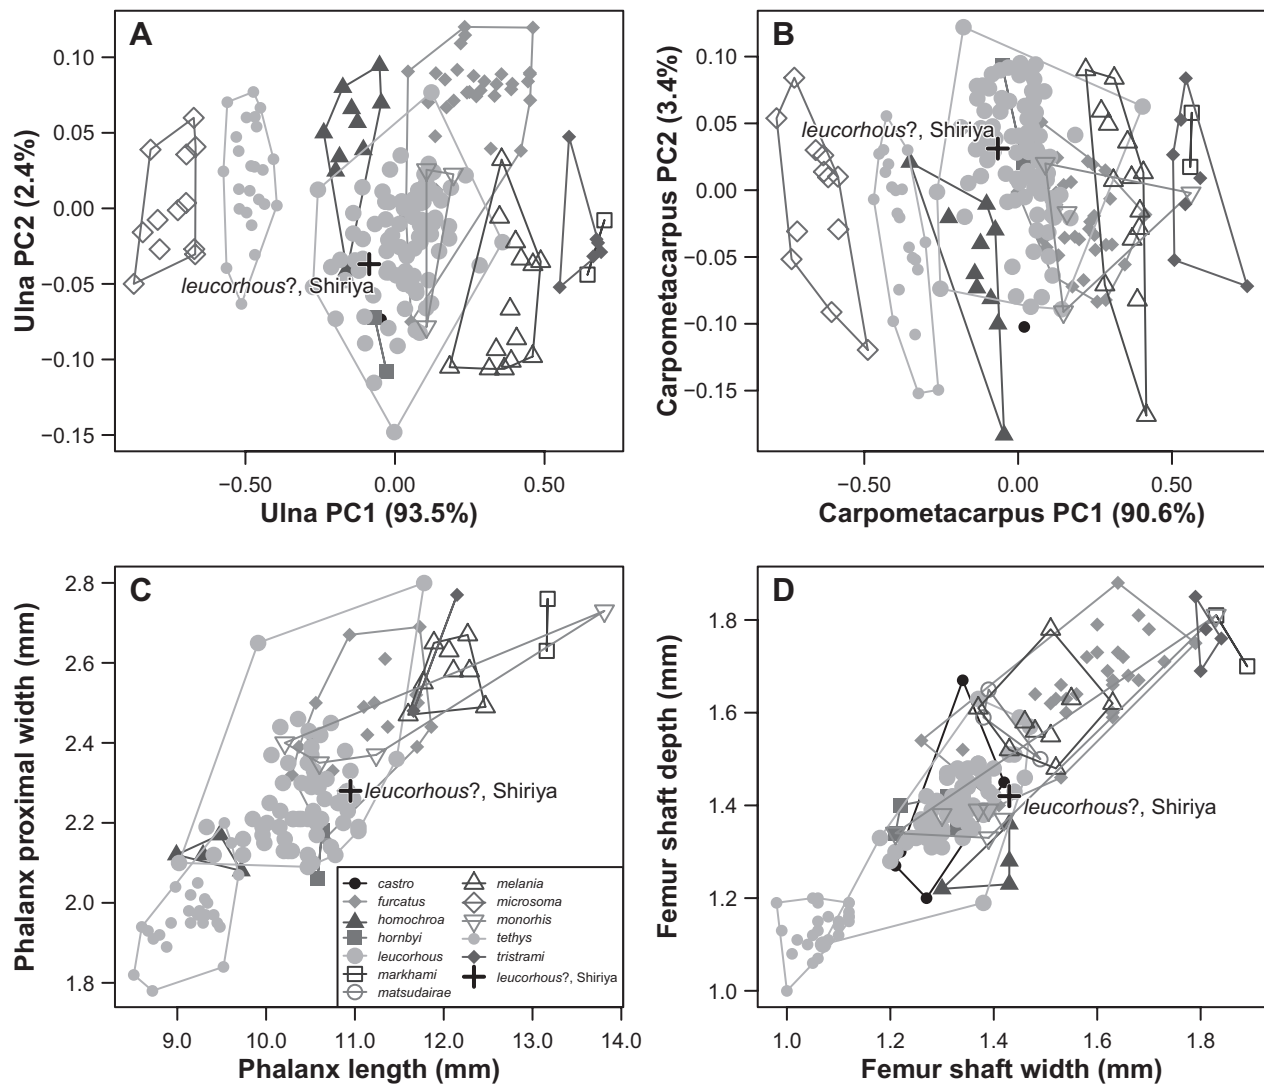 A
Ulna PC2 (2.4%)
0.10
0.05
0.00
−0.05
−0.10
−0.15
leucorhous?, Shiriya
−0.50
0.00
0.50
Ulna PC1 (93.5%)
B
Carpometacarpus PC2 (3.4%)
0.10
0.05
0.00
−0.05
−0.10
−0.15
leucorhous?, Shiriya
−0.50
0.00
0.50
Carpometacarpus PC1 (90.6%)
C
Phalanx proximal width (mm)
2.8
2.6
2.4
2.2
2.0
1.8
leucorhous?, Shiriya
castro
furcatus
homochroa
hornbyi
leucorhous
markhami
matsudairae
melania
microsoma
monorhis
tethys
tristrami
leucorhous?, Shiriya
9.0
10.0
11.0
12.0
13.0
14.0
Phalanx length (mm)
D
Femur shaft depth (mm)
1.8
1.6
1.4
1.2
1.0
leucorhous?, Shiriya
1.0
1.2
1.4
1.6
1.8
Femur shaft width (mm)